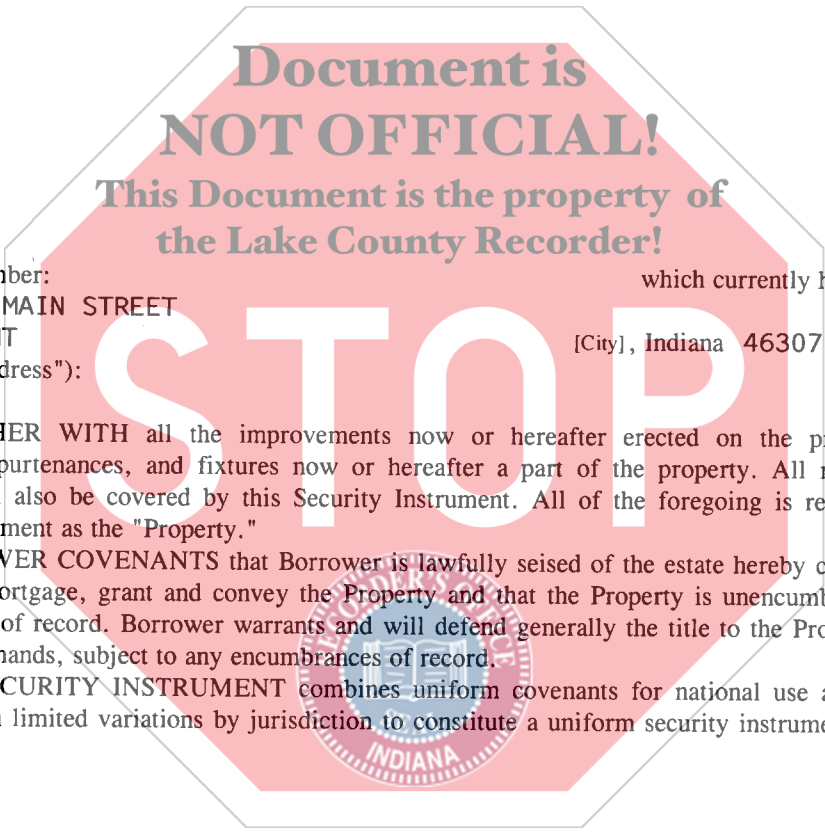 Document is
NOT OFFICIAL!
This Document is the property of
the Lake County Recorder!
nber: which currently h
MAIN STREET
T [City], Indiana 46307
dress"):
STOP
HER WITH all the improvements now or hereafter erected on the p
purtenances, and fixtures now or hereafter a part of the property. All r
also be covered by this Security Instrument. All of the foregoing is re
ment as the "Property."
WER COVENANTS that Borrower is lawfully seised of the estate hereby c
ortgage, grant and convey the Property and that the Property is unencumb
of record. Borrower warrants and will defend generally the title to the Pro
nands, subject to any encumbrances of record.
CURITY INSTRUMENT combines uniform covenants for national use a
limited variations by jurisdiction to constitute a uniform security instrume
RECORDER'S OFFICE
INDIANA